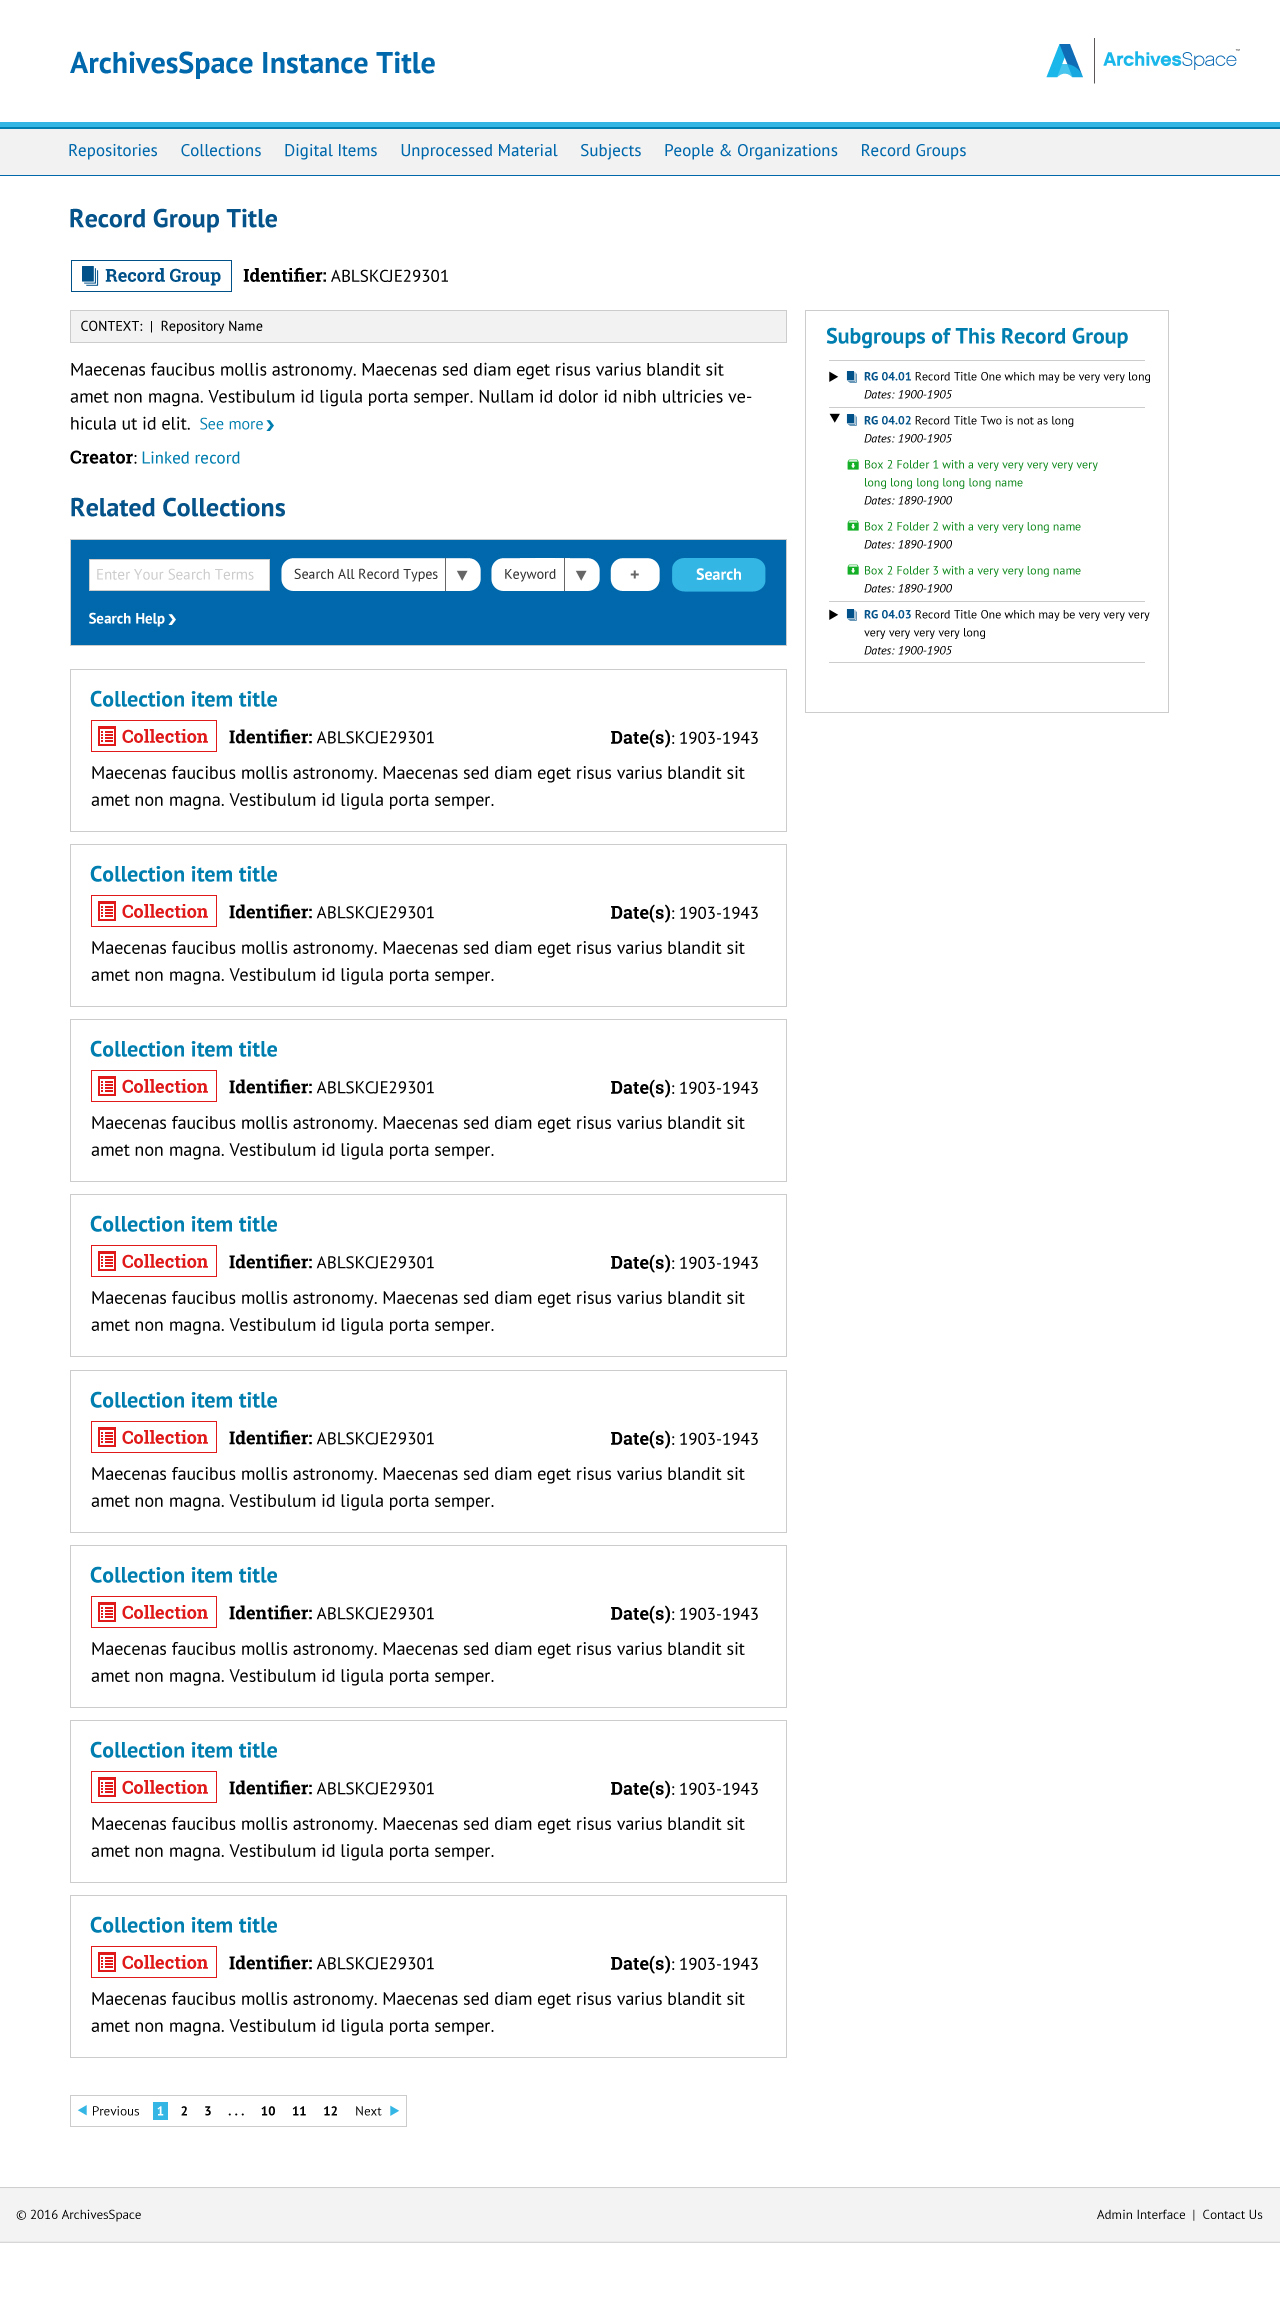 ArchivesSpace Instance Title
ArchivesSpace™
Repositories Collections Digital Items Unprocessed Material Subjects People & Organizations Record Groups
Record Group Title
Record Group Identifier: ABLSKCJE29301
CONTEXT: | Repository Name
Maecenas faucibus mollis astronomy. Maecenas sed diam eget risus varius blandit sit
amet non magna. Vestibulum id ligula porta semper. Nullam id dolor id nibh ultricies ve-
hicula ut id elit. See more ❯
Creator: Linked record
Related Collections
Enter Your Search Terms Search All Record Types ▼ Keyword ▼ + Search
Search Help ❯
Collection item title
Collection Identifier: ABLSKCJE29301 Date(s): 1903-1943
Maecenas faucibus mollis astronomy. Maecenas sed diam eget risus varius blandit sit
amet non magna. Vestibulum id ligula porta semper.
Collection item title
Collection Identifier: ABLSKCJE29301 Date(s): 1903-1943
Maecenas faucibus mollis astronomy. Maecenas sed diam eget risus varius blandit sit
amet non magna. Vestibulum id ligula porta semper.
Collection item title
Collection Identifier: ABLSKCJE29301 Date(s): 1903-1943
Maecenas faucibus mollis astronomy. Maecenas sed diam eget risus varius blandit sit
amet non magna. Vestibulum id ligula porta semper.
Collection item title
Collection Identifier: ABLSKCJE29301 Date(s): 1903-1943
Maecenas faucibus mollis astronomy. Maecenas sed diam eget risus varius blandit sit
amet non magna. Vestibulum id ligula porta semper.
Collection item title
Collection Identifier: ABLSKCJE29301 Date(s): 1903-1943
Maecenas faucibus mollis astronomy. Maecenas sed diam eget risus varius blandit sit
amet non magna. Vestibulum id ligula porta semper.
Collection item title
Collection Identifier: ABLSKCJE29301 Date(s): 1903-1943
Maecenas faucibus mollis astronomy. Maecenas sed diam eget risus varius blandit sit
amet non magna. Vestibulum id ligula porta semper.
Collection item title
Collection Identifier: ABLSKCJE29301 Date(s): 1903-1943
Maecenas faucibus mollis astronomy. Maecenas sed diam eget risus varius blandit sit
amet non magna. Vestibulum id ligula porta semper.
Collection item title
Collection Identifier: ABLSKCJE29301 Date(s): 1903-1943
Maecenas faucibus mollis astronomy. Maecenas sed diam eget risus varius blandit sit
amet non magna. Vestibulum id ligula porta semper.
◀ Previous 1 2 3 ... 10 11 12 Next ▶
Subgroups of This Record Group
RG 04.01 Record Title One which may be very very long
Dates: 1900-1905
RG 04.02 Record Title Two is not as long
Dates: 1900-1905
Box 2 Folder 1 with a very very very very very
long long long long long name
Dates: 1890-1900
Box 2 Folder 2 with a very very long name
Dates: 1890-1900
Box 2 Folder 3 with a very very long name
Dates: 1890-1900
RG 04.03 Record Title One which may be very very very
very very very very long
Dates: 1900-1905
© 2016 ArchivesSpace
Admin Interface | Contact Us